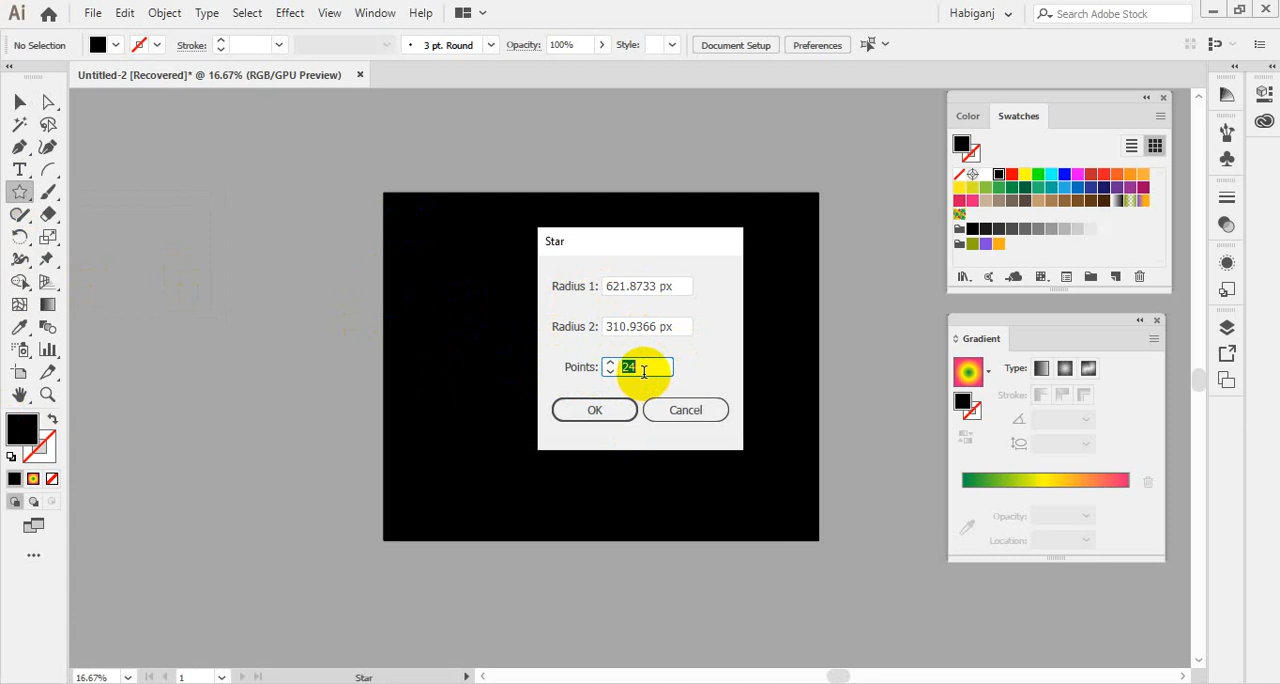 Ai File Edit Object Type Select Effect View Window Help Habiganj Search Adobe Stock
No Selection Stroke: 3 pt. Round Opacity: 100% Style: Document Setup Preferences
Untitled-2 [Recovered]* @ 16.67% (RGB/GPU Preview)
Color Swatches
Star
Radius 1: 621.8733 px
Radius 2: 310.9366 px
Points: 24
OK Cancel
Gradient
Type:
Stroke:
Opacity:
Location:
16.67% 1 Star